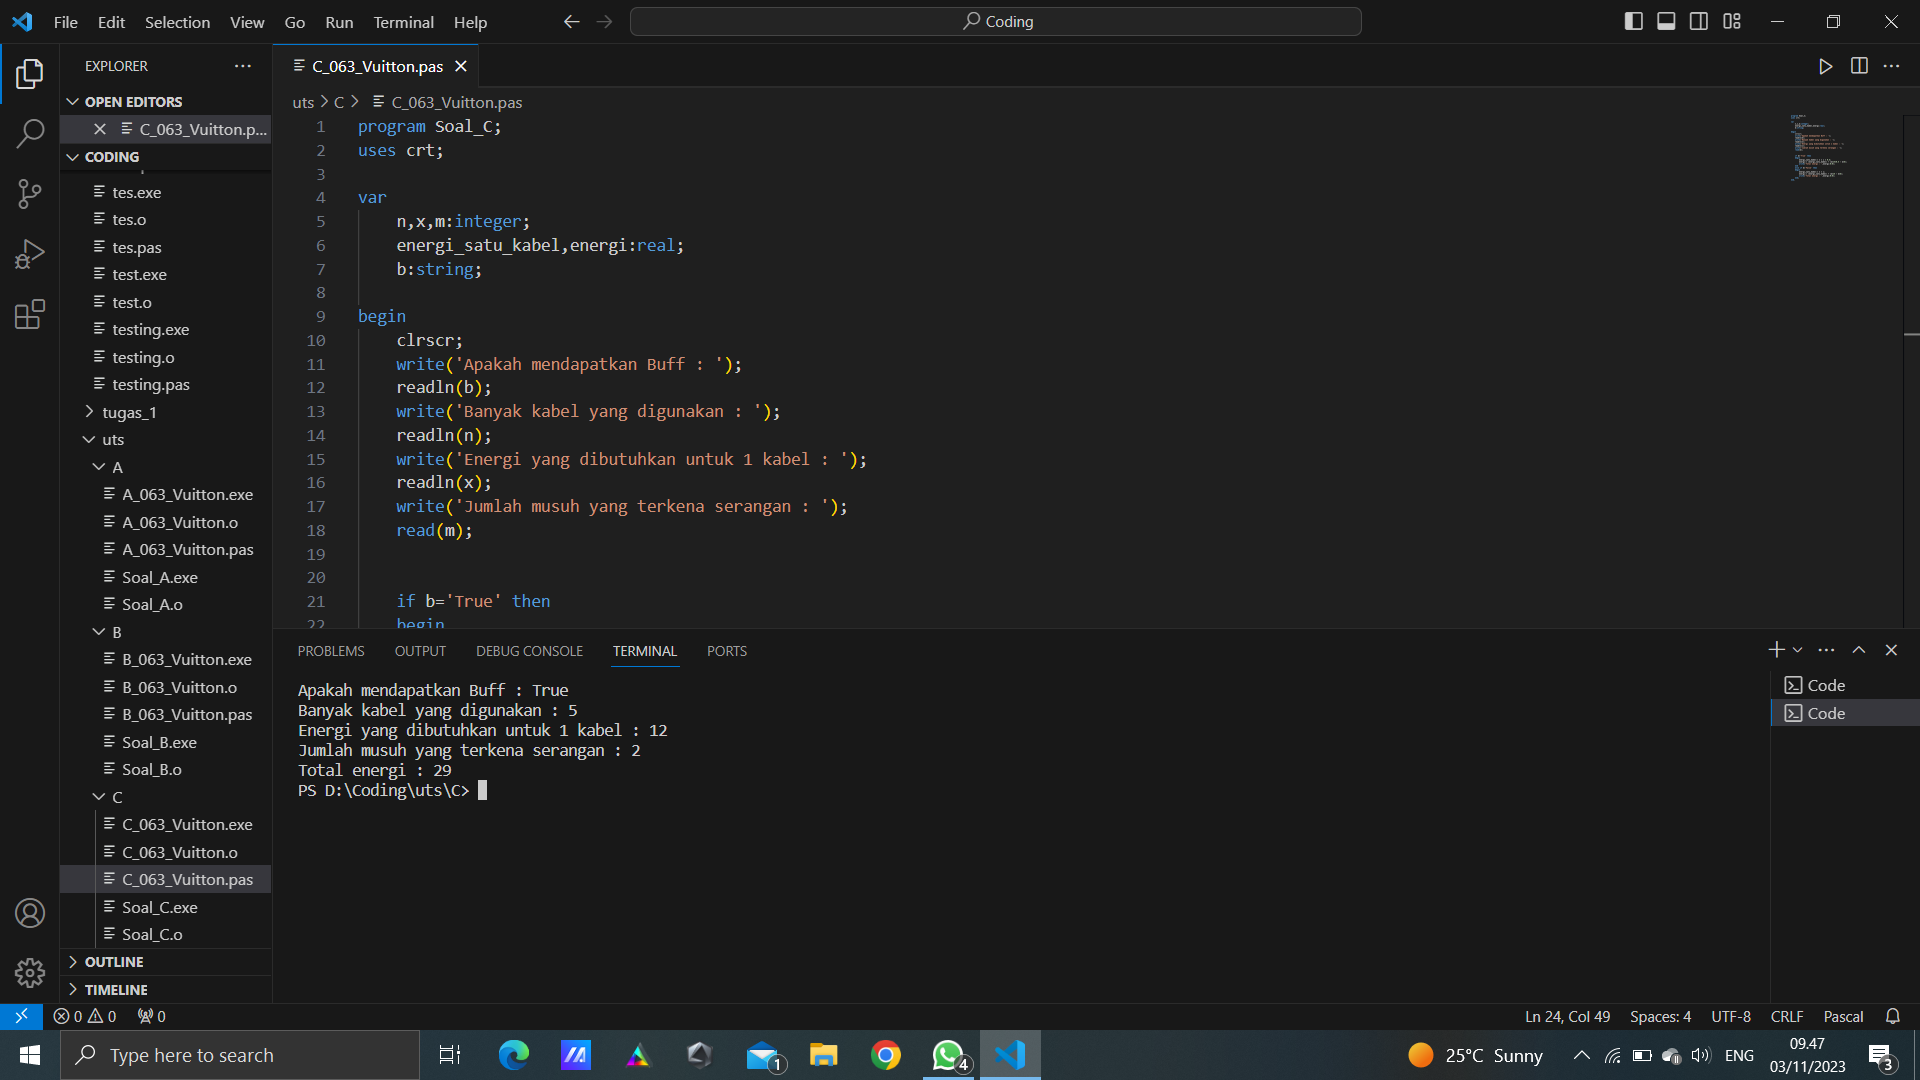 File Edit Selection View Go Run Terminal Help
Coding
EXPLORER
OPEN EDITORS
C_063_Vuitton.p...
CODING
tes.exe
tes.o
tes.pas
test.exe
test.o
testing.exe
testing.o
testing.pas
tugas_1
uts
A
A_063_Vuitton.exe
A_063_Vuitton.o
A_063_Vuitton.pas
Soal_A.exe
Soal_A.o
B
B_063_Vuitton.exe
B_063_Vuitton.o
B_063_Vuitton.pas
Soal_B.exe
Soal_B.o
C
C_063_Vuitton.exe
C_063_Vuitton.o
C_063_Vuitton.pas
Soal_C.exe
Soal_C.o
OUTLINE
TIMELINE
C_063_Vuitton.pas
uts > C > C_063_Vuitton.pas
1 program Soal_C;
2 uses crt;
3
4 var
5 n,x,m:integer;
6 energi_satu_kabel,energi:real;
7 b:string;
8
9 begin
10 clrscr;
11 write('Apakah mendapatkan Buff : ');
12 readln(b);
13 write('Banyak kabel yang digunakan : ');
14 readln(n);
15 write('Energi yang dibutuhkan untuk 1 kabel : ');
16 readln(x);
17 write('Jumlah musuh yang terkena serangan : ');
18 read(m);
19
20
21 if b='True' then
22 begin
PROBLEMS OUTPUT DEBUG CONSOLE TERMINAL PORTS
Apakah mendapatkan Buff : True
Banyak kabel yang digunakan : 5
Energi yang dibutuhkan untuk 1 kabel : 12
Jumlah musuh yang terkena serangan : 2
Total energi : 29
PS D:\Coding\uts\C>
Code
Code
0 0 0
Ln 24, Col 49 Spaces: 4 UTF-8 CRLF Pascal
Type here to search
1
4
25°C Sunny
ENG
09.47
03/11/2023
3